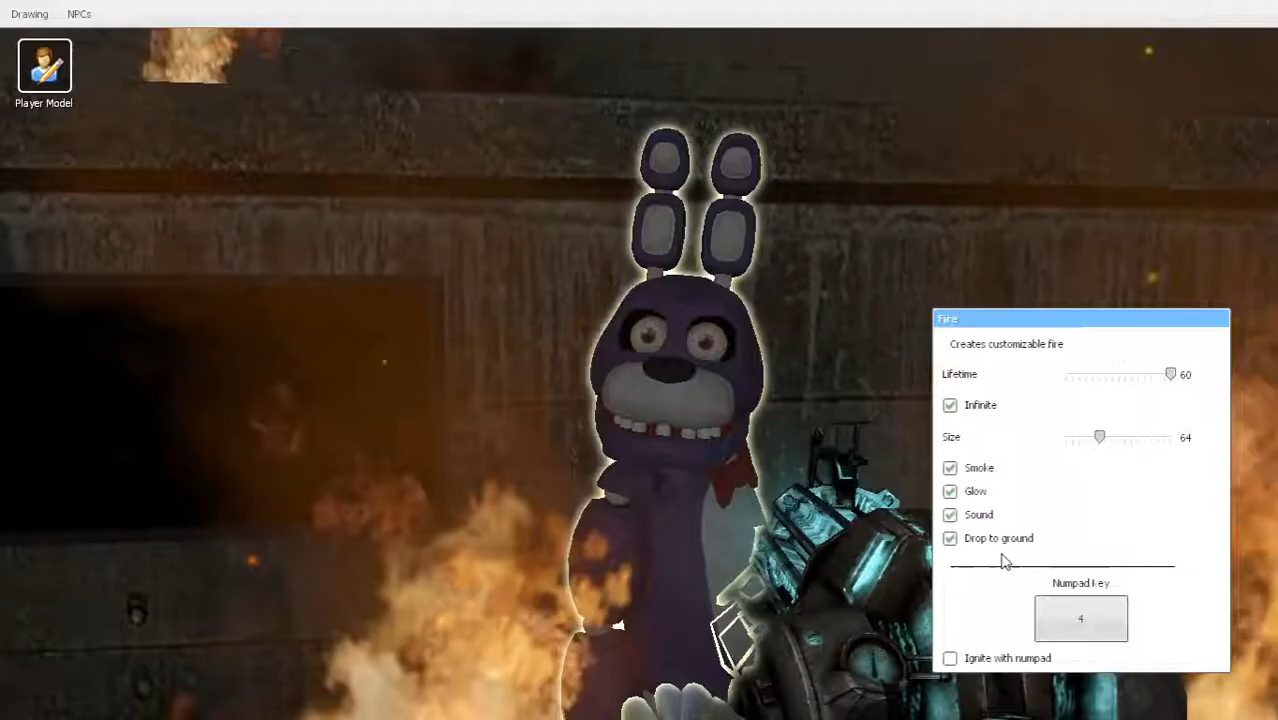 Drawing NPCs
Player Model
Fire
Creates customizable fire
Lifetime 60
Infinite
Size 64
Smoke
Glow
Sound
Drop to ground
Numpad key
4
Ignite with numpad